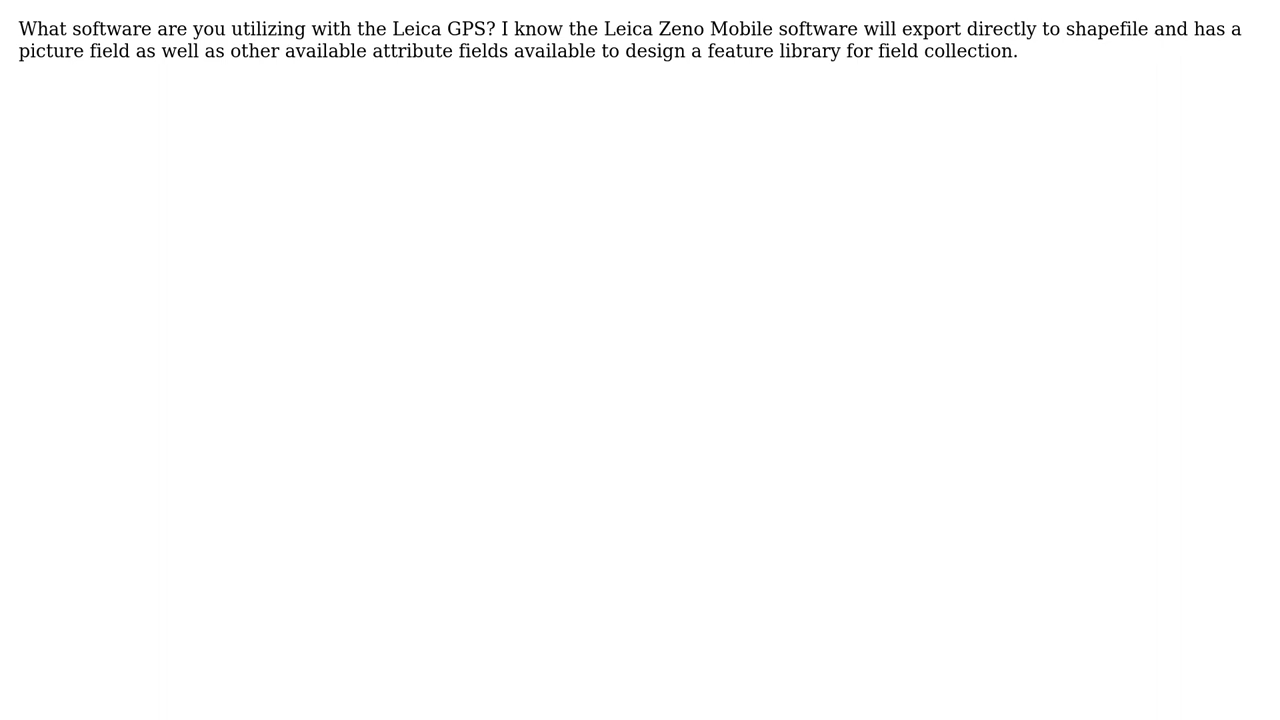 What software are you utilizing with the Leica GPS? I know the Leica Zeno Mobile software will export directly to shapefile and has a
picture field as well as other available attribute fields available to design a feature library for field collection.